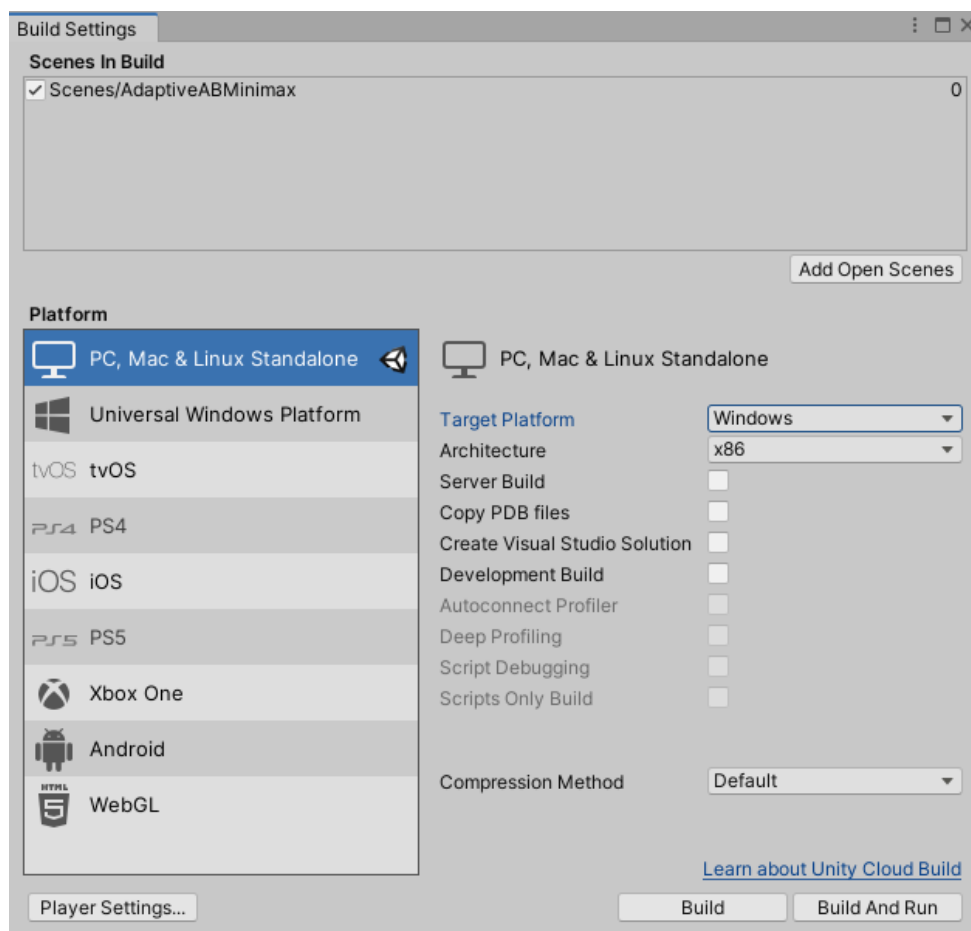 Build Settings
Scenes In Build
Scenes/AdaptiveABMinimax 0
Add Open Scenes
Platform
PC, Mac & Linux Standalone
Universal Windows Platform
tvOS tvOS
PS4 PS4
iOS iOS
PS5 PS5
Xbox One
Android
HTML 5 WebGL
PC, Mac & Linux Standalone
Target Platform Windows
Architecture x86
Server Build
Copy PDB files
Create Visual Studio Solution
Development Build
Autoconnect Profiler
Deep Profiling
Script Debugging
Scripts Only Build
Compression Method Default
Learn about Unity Cloud Build
Player Settings... Build Build And Run